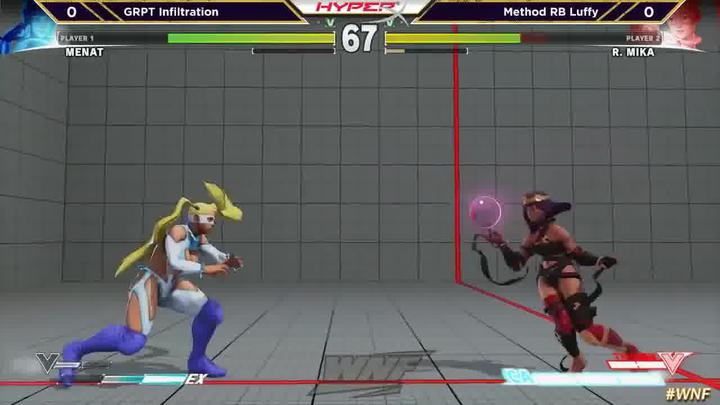 0 GRPT Infiltration HYPER Method RB Luffy 0
PLAYER 1 67 PLAYER 2
MENAT R. MIKA
V V
EX CA
WNF
#WNF